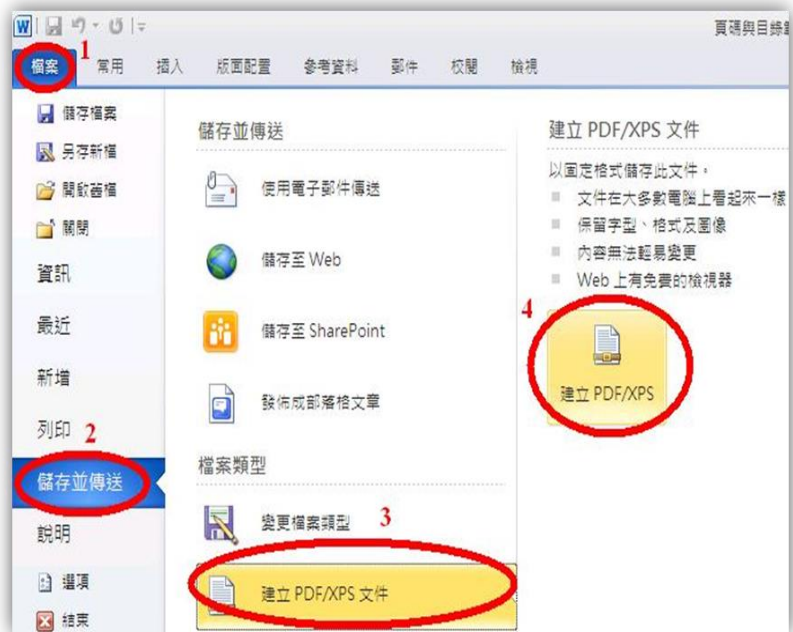 頁碼與目錄
1
檔案 常用 插入 版面配置 參考資料 郵件 校閱 檢視
儲存檔案
另存新檔
開啟舊檔
關閉
資訊
最近
新增
列印
2
儲存並傳送
說明
選項
結束
儲存並傳送
使用電子郵件傳送
儲存至 Web
儲存至 SharePoint
發佈成部落格文章
檔案類型
變更檔案類型
3
建立 PDF/XPS 文件
建立 PDF/XPS 文件
以固定格式儲存此文件。
文件在大多數電腦上看起來一樣
保留字型、格式及圖像
內容無法輕易變更
Web 上有免費的檢視器
4
建立 PDF/XPS